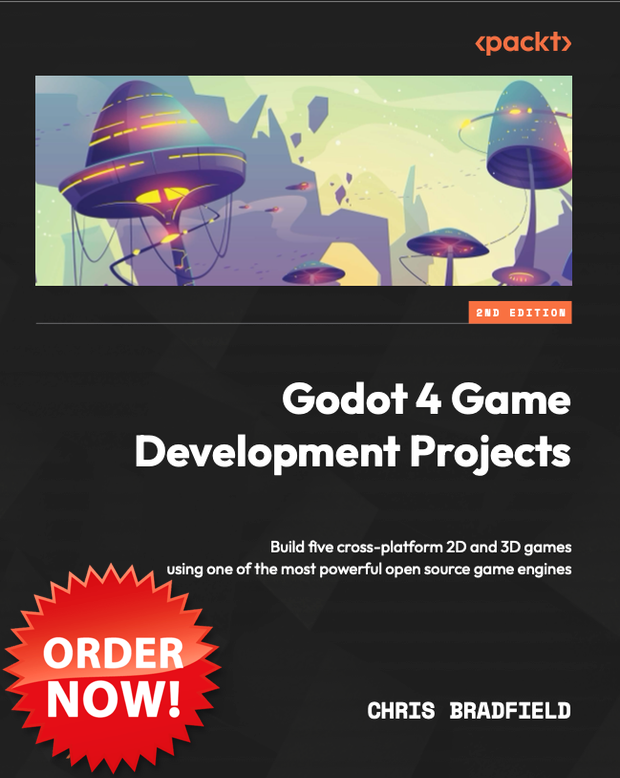 <packt>
2ND EDITION
Godot 4 Game
Development Projects
Build five cross-platform 2D and 3D games
using one of the most powerful open source game engines
ORDER
NOW!
CHRIS BRADFIELD